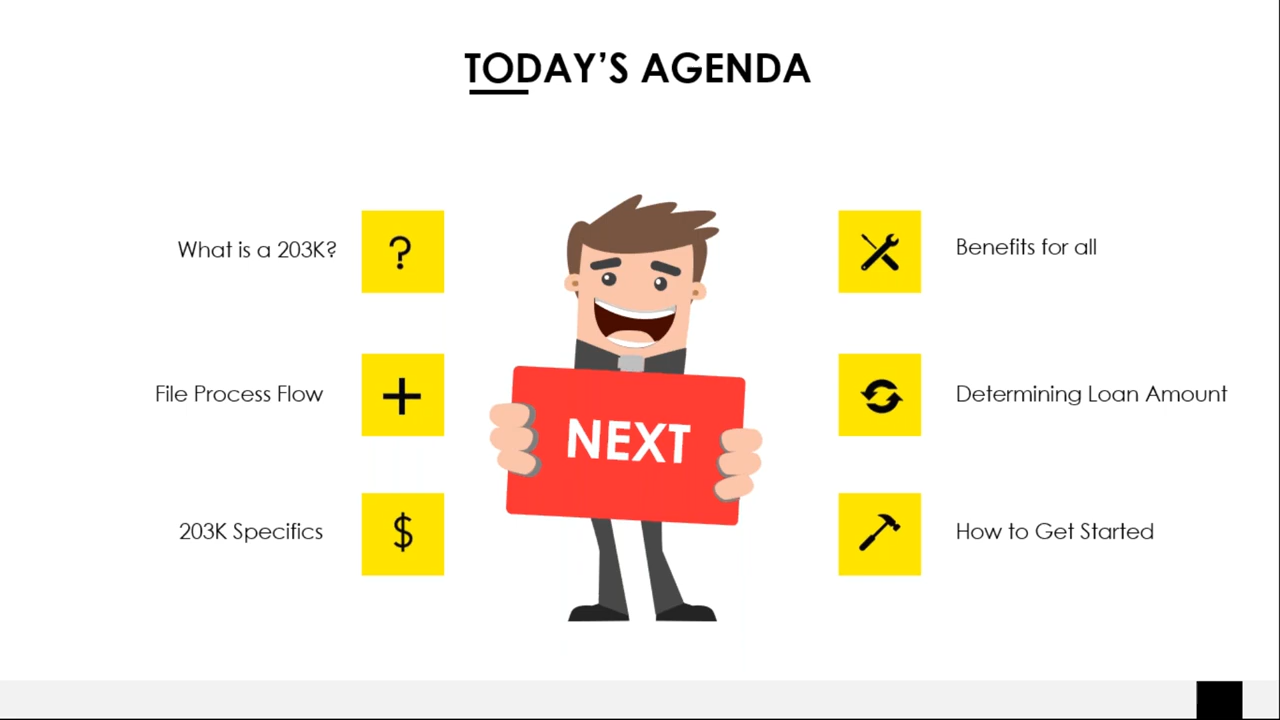 TODAY’S AGENDA
What is a 203K?
?
Benefits for all
File Process Flow
+
Determining Loan Amount
NEXT
203K Specifics
$
How to Get Started